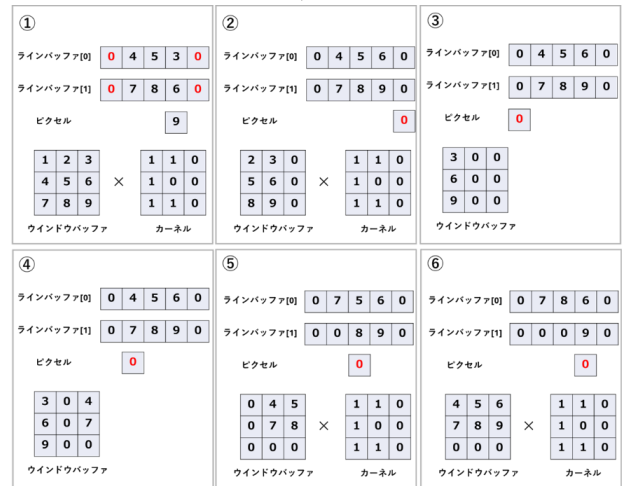 ①
ラインバッファ[0] 0 4 5 3 0
ラインバッファ[1] 0 7 8 6 0
ピクセル 9
1 2 3 1 1 0
4 5 6 × 1 0 0
7 8 9 1 1 0
ウインドウバッファ カーネル
②
ラインバッファ[0] 0 4 5 6 0
ラインバッファ[1] 0 7 8 9 0
ピクセル 0
2 3 0 1 1 0
5 6 0 × 1 0 0
8 9 0 1 1 0
ウインドウバッファ カーネル
③
ラインバッファ[0] 0 4 5 6 0
ラインバッファ[1] 0 7 8 9 0
ピクセル 0
3 0 0
6 0 0
9 0 0
ウインドウバッファ
④
ラインバッファ[0] 0 4 5 6 0
ラインバッファ[1] 0 7 8 9 0
ピクセル 0
3 0 4
6 0 7
9 0 0
ウインドウバッファ
⑤
ラインバッファ[0] 0 7 5 6 0
ラインバッファ[1] 0 0 8 9 0
ピクセル 0
0 4 5 1 1 0
0 7 8 × 1 0 0
0 0 0 1 1 0
ウインドウバッファ カーネル
⑥
ラインバッファ[0] 0 7 8 6 0
ラインバッファ[1] 0 0 0 9 0
ピクセル 0
4 5 6 1 1 0
7 8 9 × 1 0 0
0 0 0 1 1 0
ウインドウバッファ カーネル